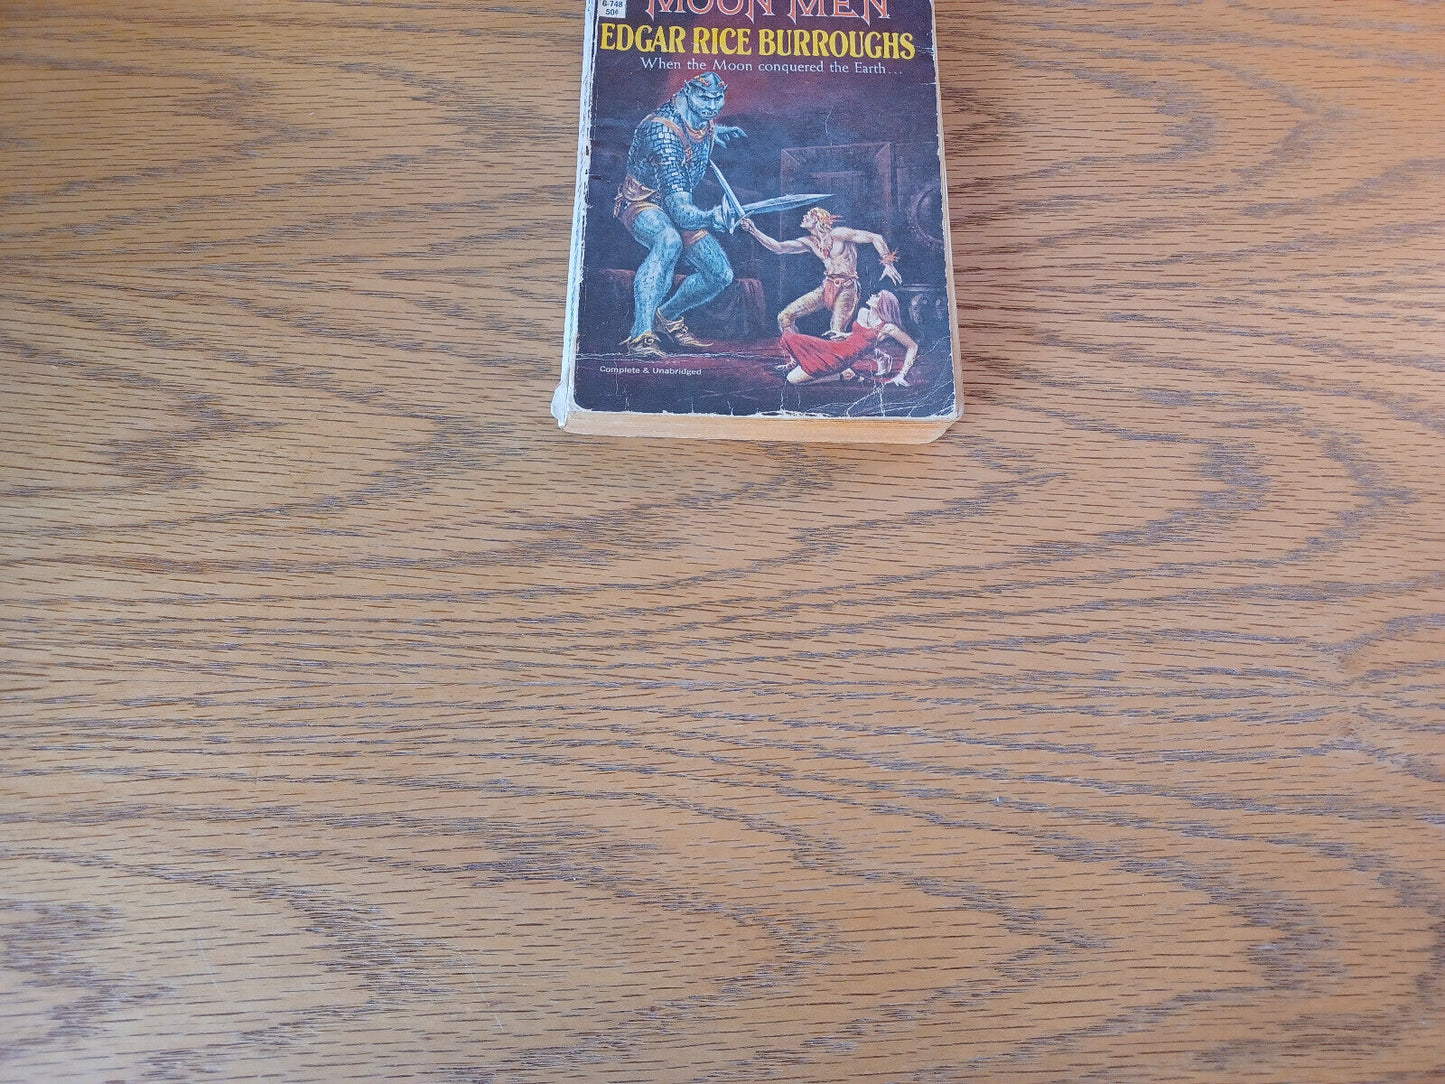 G-748
50¢
MOON MEN
EDGAR RICE BURROUGHS
When the Moon conquered the Earth...
Complete & Unabridged